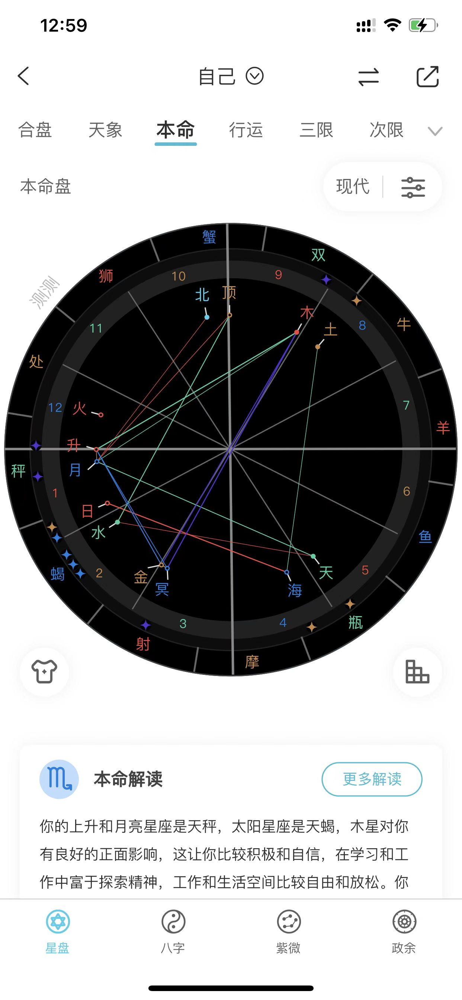 12:59
自己
合盘
天象
本命
行运
三限
次限
本命盘
现代
测测
蟹
双
狮
10
9
北
顶
木
土
11
8
牛
处
12
火
7
羊
升
月
秤
1
6
日
水
鱼
蝎
2
金
冥
海
天
5
3
4
瓶
射
摩
本命解读
更多解读
你的上升和月亮星座是天秤，太阳星座是天蝎，木星对你
有良好的正面影响，这让你比较积极和自信，在学习和工
作中富于探索精神，工作和生活空间比较自由和放松。你
星盘
八字
紫微
政余